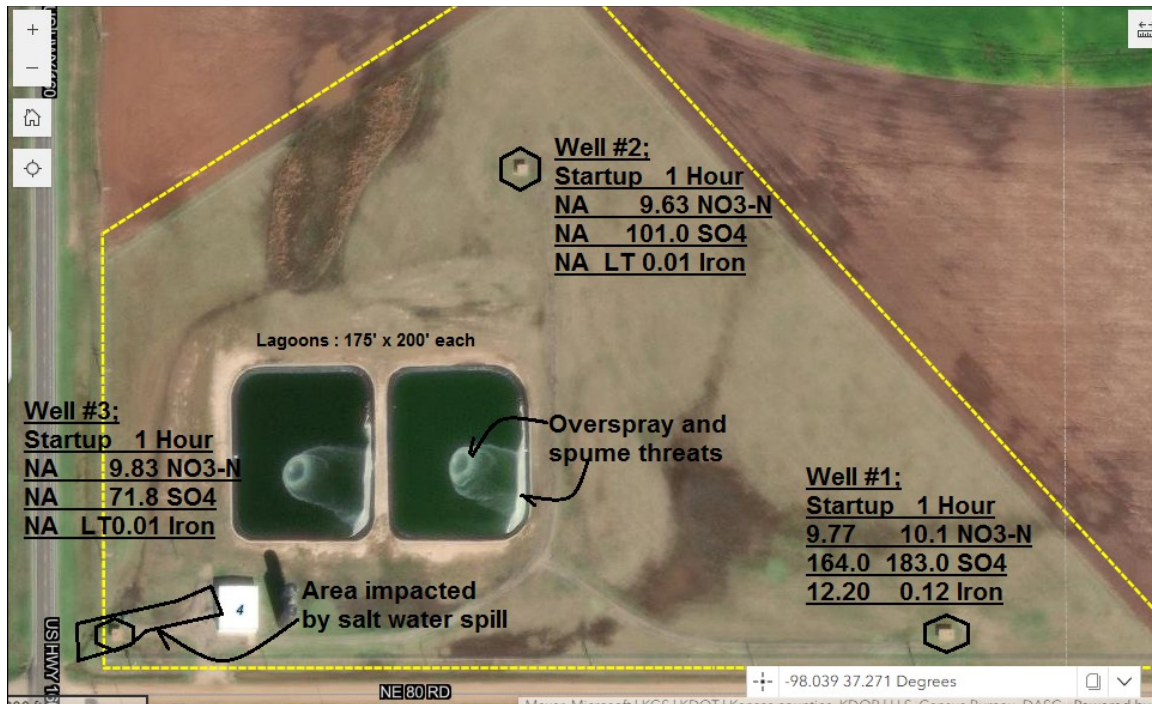 +
−
US HWY 160
Well #2;
Startup 1 Hour
NA 9.63 NO3-N
NA 101.0 SO4
NA LT 0.01 Iron
Lagoons : 175' x 200' each
Well #3;
Startup 1 Hour
NA 9.83 NO3-N
NA 71.8 SO4
NA LT0.01 Iron
Overspray and
spume threats
Well #1;
Startup 1 Hour
9.77 10.1 NO3-N
164.0 183.0 SO4
12.20 0.12 Iron
4
Area impacted
by salt water spill
US HWY 160
NE 80 RD
-98.039 37.271 Degrees